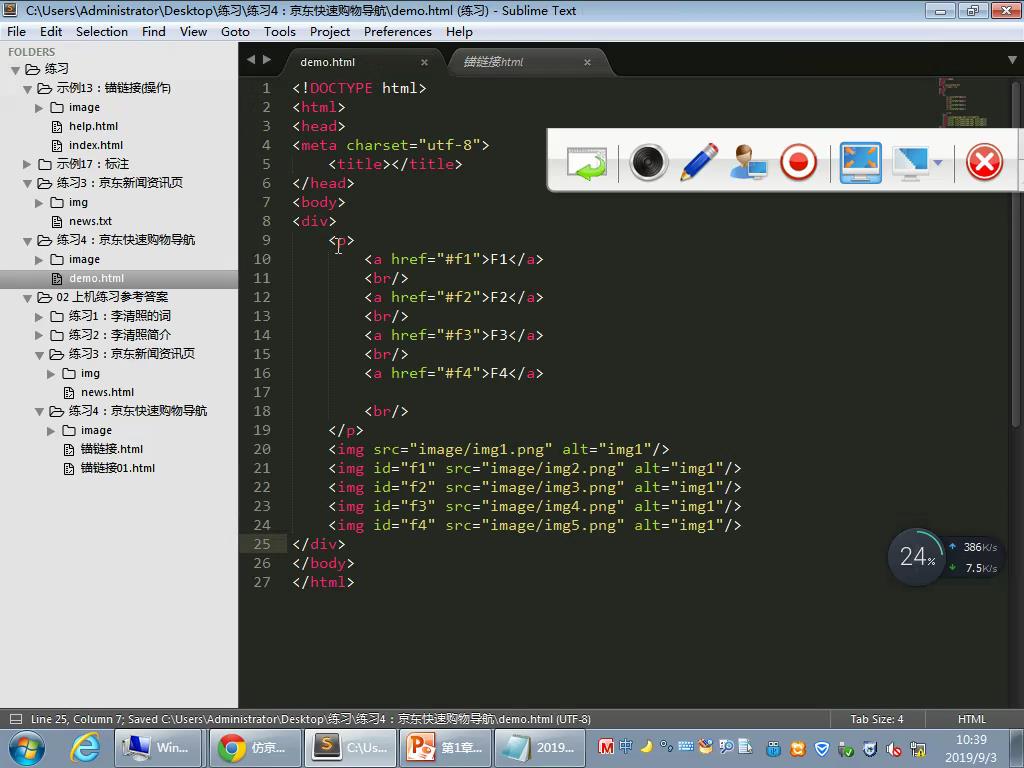 C:\Users\Administrator\Desktop\练习\练习4：京东快速购物导航\demo.html (练习) - Sublime Text
File Edit Selection Find View Goto Tools Project Preferences Help
FOLDERS
练习
示例13：锚链接(操作)
image
help.html
index.html
示例17：标注
练习3：京东新闻资讯页
img
news.txt
练习4：京东快速购物导航
image
demo.html
02 上机练习参考答案
练习1：李清照的词
练习2：李清照简介
练习3：京东新闻资讯页
img
news.html
练习4：京东快速购物导航
image
锚链接.html
锚链接01.html
demo.html
锚链接.html
1 <!DOCTYPE html>
2 <html>
3 <head>
4 <meta charset="utf-8">
5 <title></title>
6 </head>
7 <body>
8 <div>
9 <p>
10 <a href="#f1">F1</a>
11 <br/>
12 <a href="#f2">F2</a>
13 <br/>
14 <a href="#f3">F3</a>
15 <br/>
16 <a href="#f4">F4</a>
17
18 <br/>
19 </p>
20 <img src="image/img1.png" alt="img1"/>
21 <img id="f1" src="image/img2.png" alt="img1"/>
22 <img id="f2" src="image/img3.png" alt="img1"/>
23 <img id="f3" src="image/img4.png" alt="img1"/>
24 <img id="f4" src="image/img5.png" alt="img1"/>
25 </div>
26 </body>
27 </html>
24%
386K/s
7.5K/s
Line 25, Column 7; Saved C:\Users\Administrator\Desktop\练习\练习4：京东快速购物导航\demo.html (UTF-8)
Tab Size: 4
HTML
Win...
仿京...
C:\Us...
第1章...
2019...
中
10:39
2019/9/3